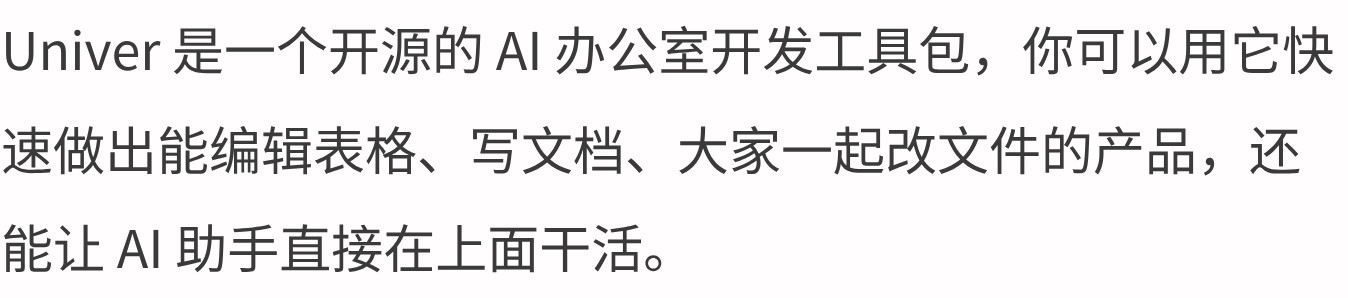 Univer 是一个开源的 AI 办公室开发工具包，你可以用它快
速做出能编辑表格、写文档、大家一起改文件的产品，还
能让 AI 助手直接在上面干活。